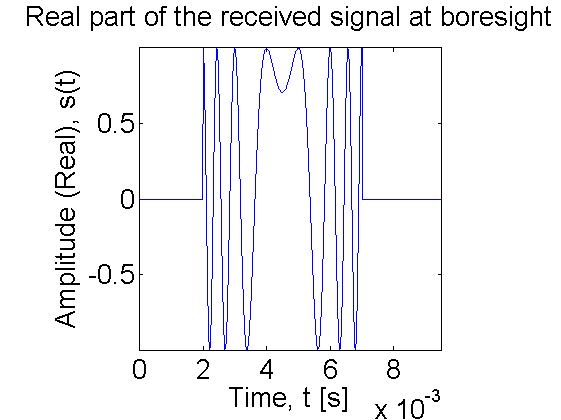 Real part of the received signal at boresight
Amplitude (Real), s(t)
0.5
0
-0.5
0 2 4 6 8
Time, t [s]
x 10^-3